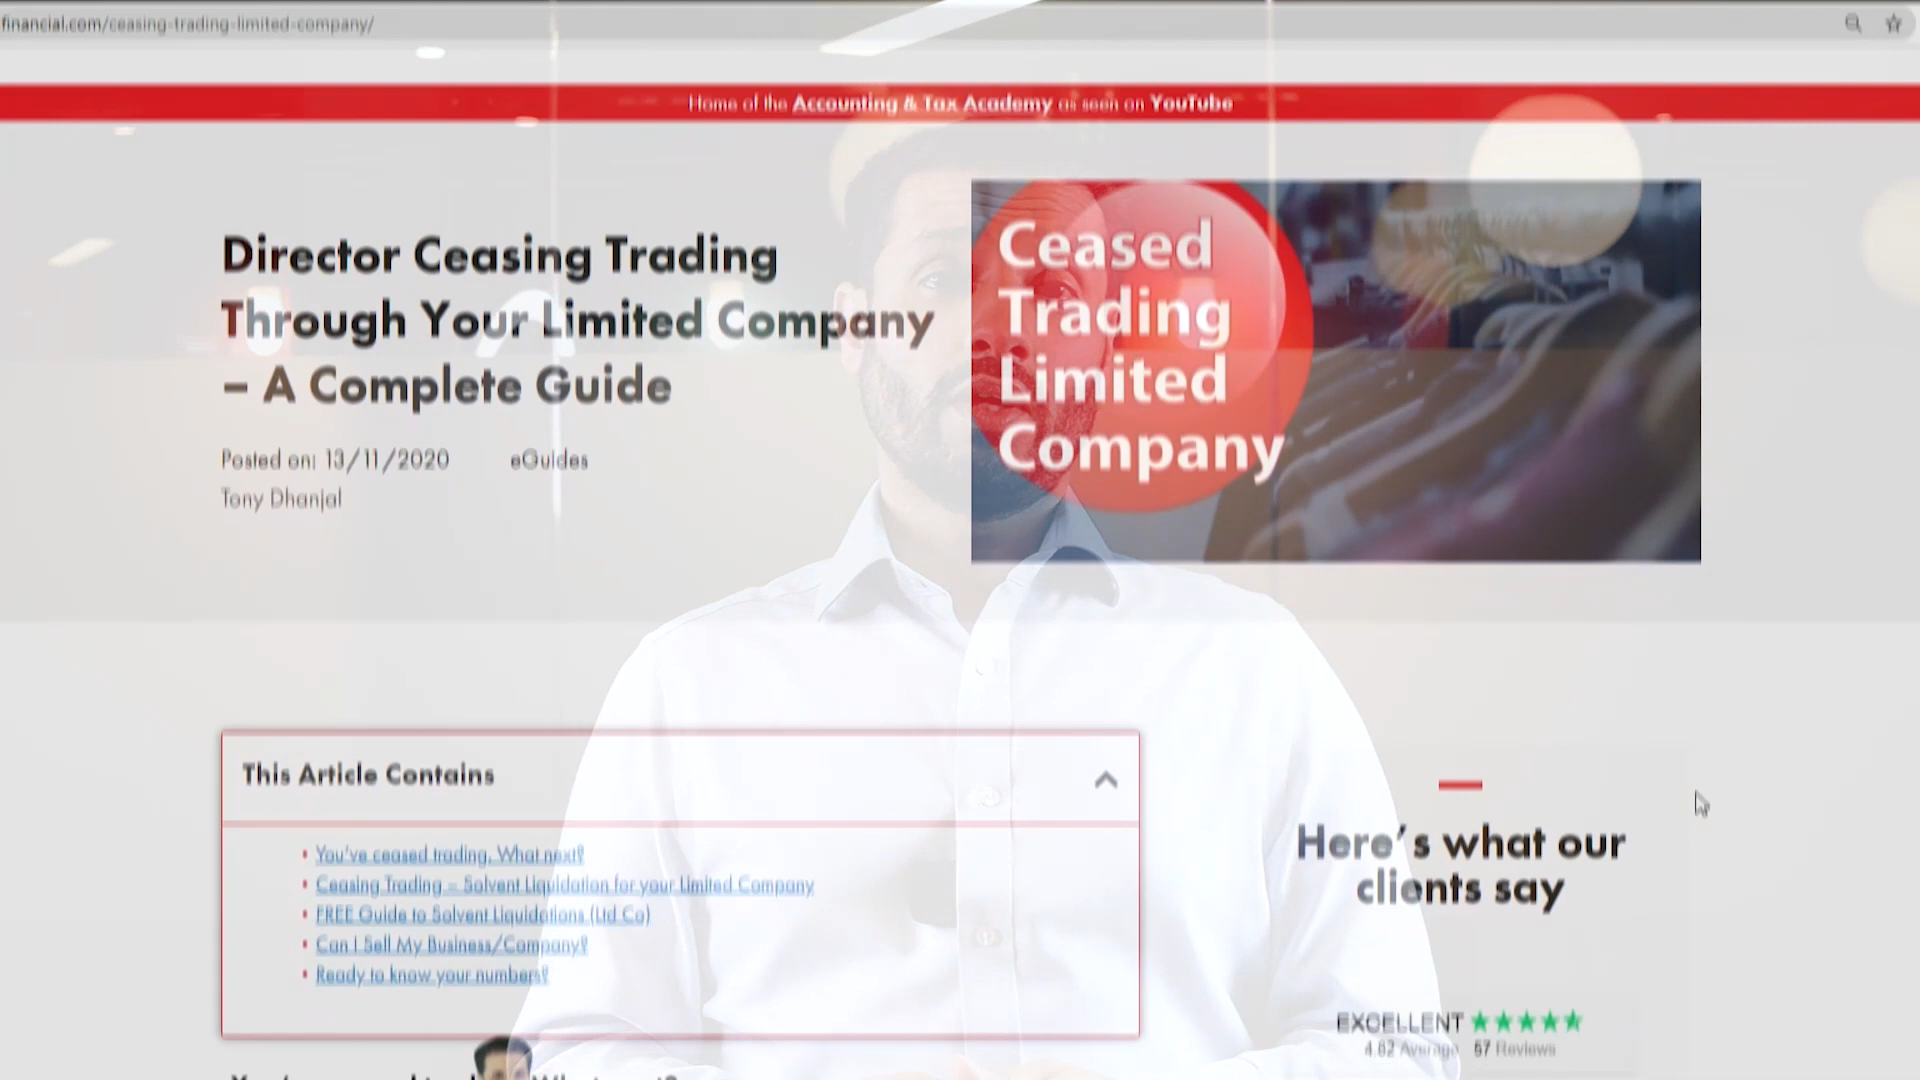 financial.com/ceasing-trading-limited-company/
Home of the Accounting & Tax Academy as seen on YouTube
Director Ceasing Trading
Through Your Limited Company
– A Complete Guide
Posted on: 13/11/2020 eGuides
Tony Dhanjal
Ceased
Trading
Limited
Company
This Article Contains
You've ceased trading. What next?
Ceasing Trading – Solvent Liquidation for your Limited Company
FREE Guide to Solvent Liquidations (Ltd Co)
Can I Sell My Business/Company?
Ready to know your numbers?
Here's what our
clients say
EXCELLENT
4.82 Average 57 Reviews